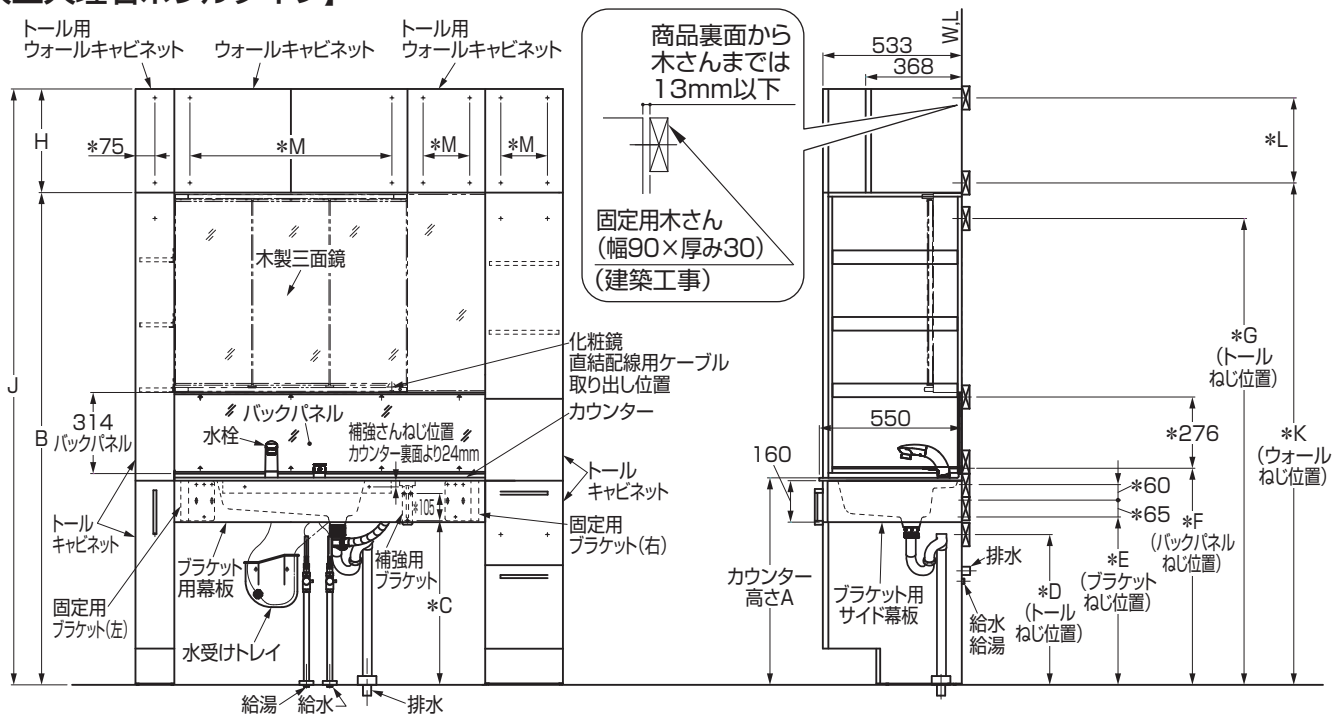 トール用
ウォールキャビネット
ウォールキャビネット
トール用
ウォールキャビネット
H
*75
*M
*M
*M
J
B
木製三面鏡
化粧鏡
直結配線用ケーブル
取り出し位置
カウンター
314
バックパネル
バックパネル
水栓
補強さんねじ位置
カウンター裏面より24mm
トール
キャビネット
*105
トール
キャビネット
固定用
ブラケット(右)
ブラケット
用幕板
補強用
ブラケット
*C
固定用
ブラケット(左)
水受けトレイ
給湯
給水
排水
商品裏面から
木さんまでは
13mm以下
固定用木さん
(幅90×厚み30)
(建築工事)
W,L
533
368
*L
*G
(トール
ねじ位置)
*K
(ウォール
ねじ位置)
550
*276
160
*60
*65
*F
(バックパネル
ねじ位置)
*E
(ブラケット
ねじ位置)
*D
(トール
ねじ位置)
カウンター
高さA
ブラケット用
サイド幕板
排水
給水
給湯